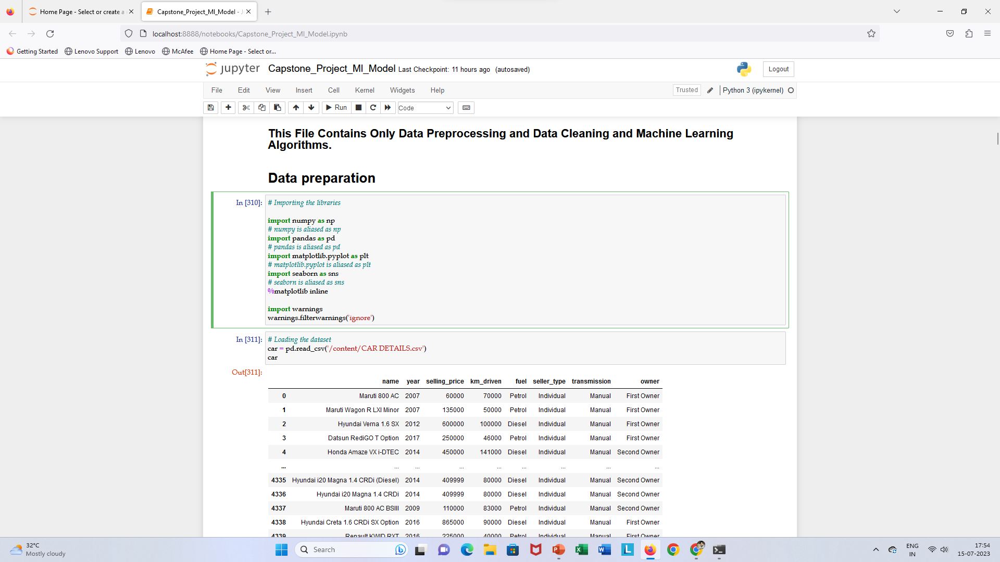 Home Page - Select or create a
Capstone_Project_Ml_Model - J
localhost:8888/notebooks/Capstone_Project_Ml_Model.ipynb
Getting Started
Lenovo Support
Lenovo
McAfee
Home Page - Select or...
jupyter Capstone_Project_Ml_Model Last Checkpoint: 11 hours ago (autosaved)
Logout
File Edit View Insert Cell Kernel Widgets Help
Trusted Python 3 (ipykernel)
Run Code
This File Contains Only Data Preprocessing and Data Cleaning and Machine Learning
Algorithms.
Data preparation
In [310]: # Importing the libraries
import numpy as np
# numpy is aliased as np
import pandas as pd
# pandas is aliased as pd
import matplotlib.pyplot as plt
# matplotlib.pyplot is aliased as plt
import seaborn as sns
# seaborn is aliased as sns
%matplotlib inline
import warnings
warnings.filterwarnings('ignore')
In [311]: # Loading the dataset
car = pd.read_csv('/content/CAR DETAILS.csv')
car
Out[311]:
name year selling_price km_driven fuel seller_type transmission owner
0 Maruti 800 AC 2007 60000 70000 Petrol Individual Manual First Owner
1 Maruti Wagon R LXI Minor 2007 135000 50000 Petrol Individual Manual First Owner
2 Hyundai Verna 1.6 SX 2012 600000 100000 Diesel Individual Manual First Owner
3 Datsun RediGO T Option 2017 250000 46000 Petrol Individual Manual First Owner
4 Honda Amaze VX i-DTEC 2014 450000 141000 Diesel Individual Manual Second Owner
... ... ... ... ... ... ... ... ...
4335 Hyundai i20 Magna 1.4 CRDi (Diesel) 2014 409999 80000 Diesel Individual Manual Second Owner
4336 Hyundai i20 Magna 1.4 CRDi 2014 409999 80000 Diesel Individual Manual Second Owner
4337 Maruti 800 AC BSIII 2009 110000 83000 Petrol Individual Manual Second Owner
4338 Hyundai Creta 1.6 CRDi SX Option 2016 865000 90000 Diesel Individual Manual First Owner
4339 Renault KWID RXT 2016 225000 40000 Petrol Individual Manual First Owner
32°C
Mostly cloudy
Search
ENG
IN
17:54
15-07-2023